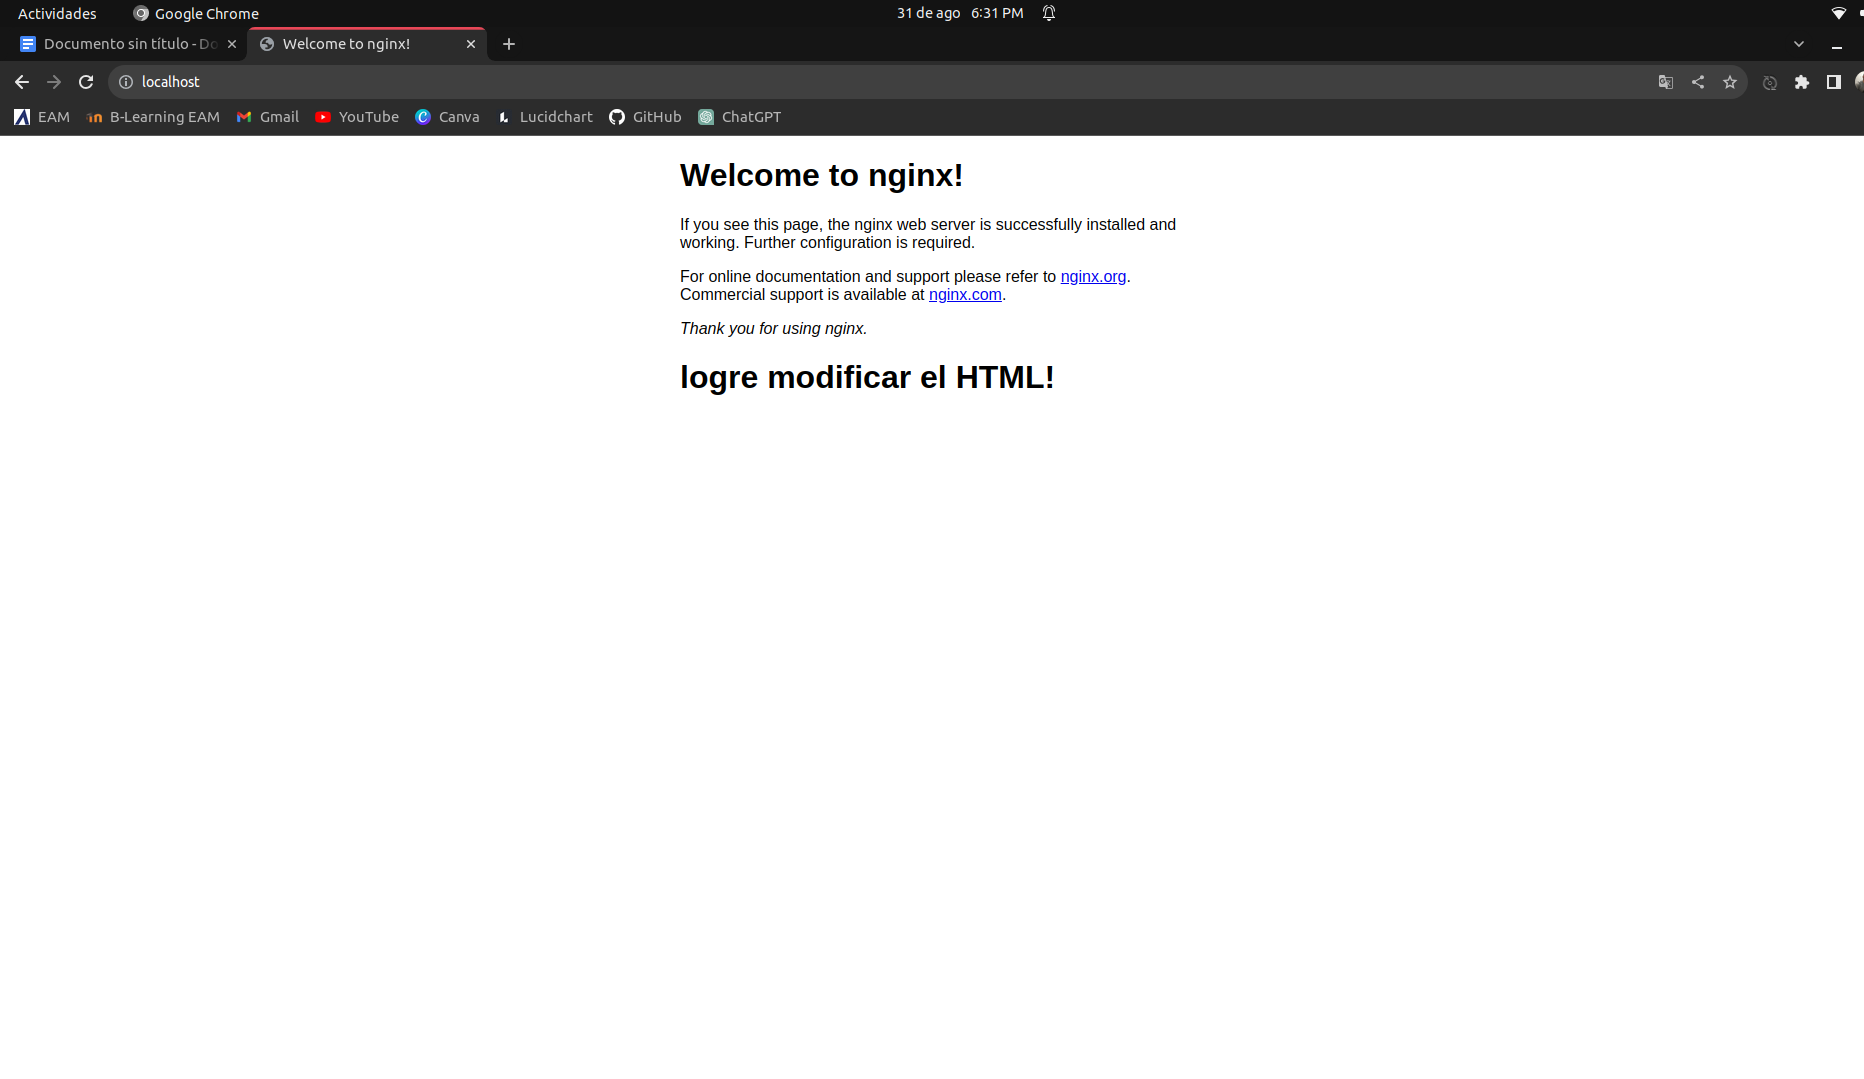 Actividades Google Chrome 31 de ago 6:31 PM
Documento sin título - Do Welcome to nginx!
localhost
EAM B-Learning EAM Gmail YouTube Canva Lucidchart GitHub ChatGPT
Welcome to nginx!
If you see this page, the nginx web server is successfully installed and
working. Further configuration is required.
For online documentation and support please refer to nginx.org.
Commercial support is available at nginx.com.
Thank you for using nginx.
logre modificar el HTML!